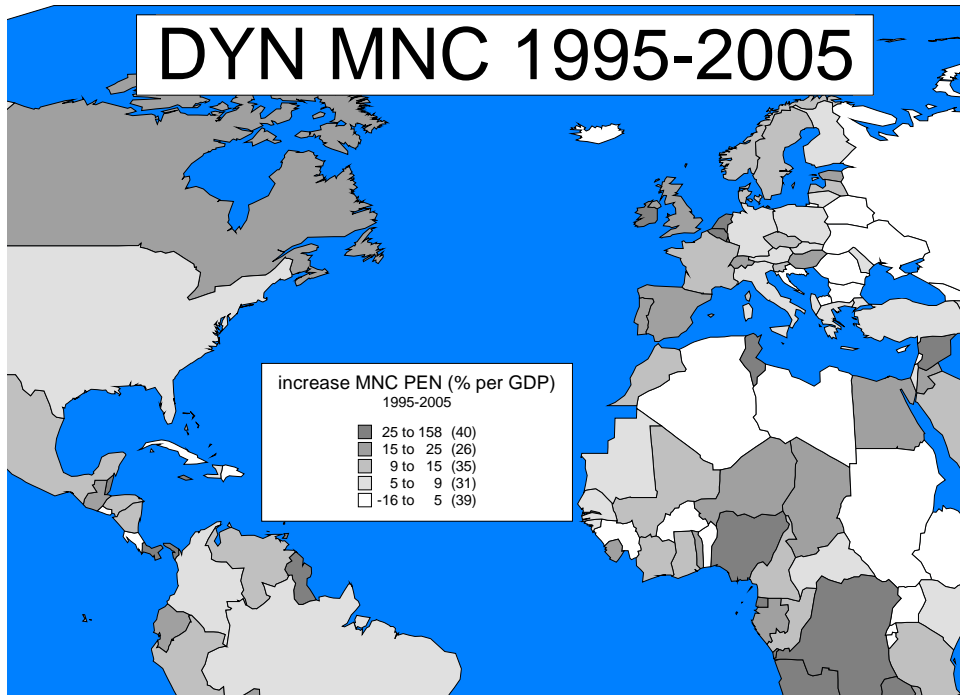 DYN MNC 1995-2005
increase MNC PEN (% per GDP)
1995-2005
25 to 158 (40)
15 to 25 (26)
9 to 15 (35)
5 to 9 (31)
-16 to 5 (39)